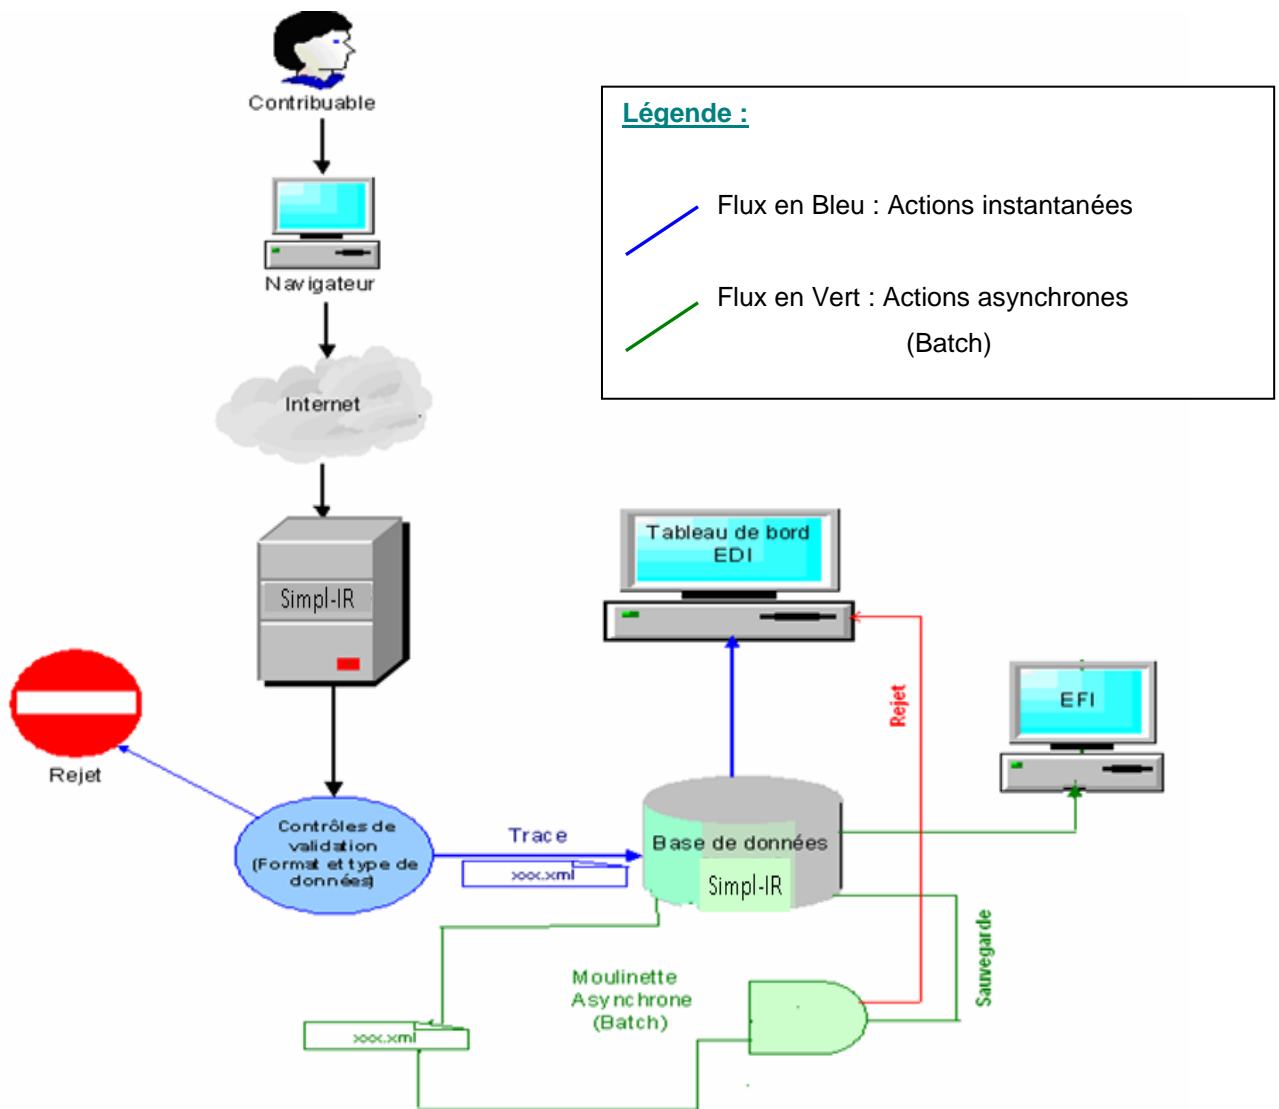 Contribuable
Légende :
Flux en Bleu : Actions instantanées
Navigateur
Flux en Vert : Actions asynchrones
(Batch)
Internet
Tableau de bord
EDI
Simpl-IR
Rejet
EFI
Rejet
Contrôles de
validation
(Format et type de
données)
Trace
xxx.xml
Base de données
Simpl-IR
Sauvegarde
Moulinette
Asynchrone
(Batch)
xxx.xml